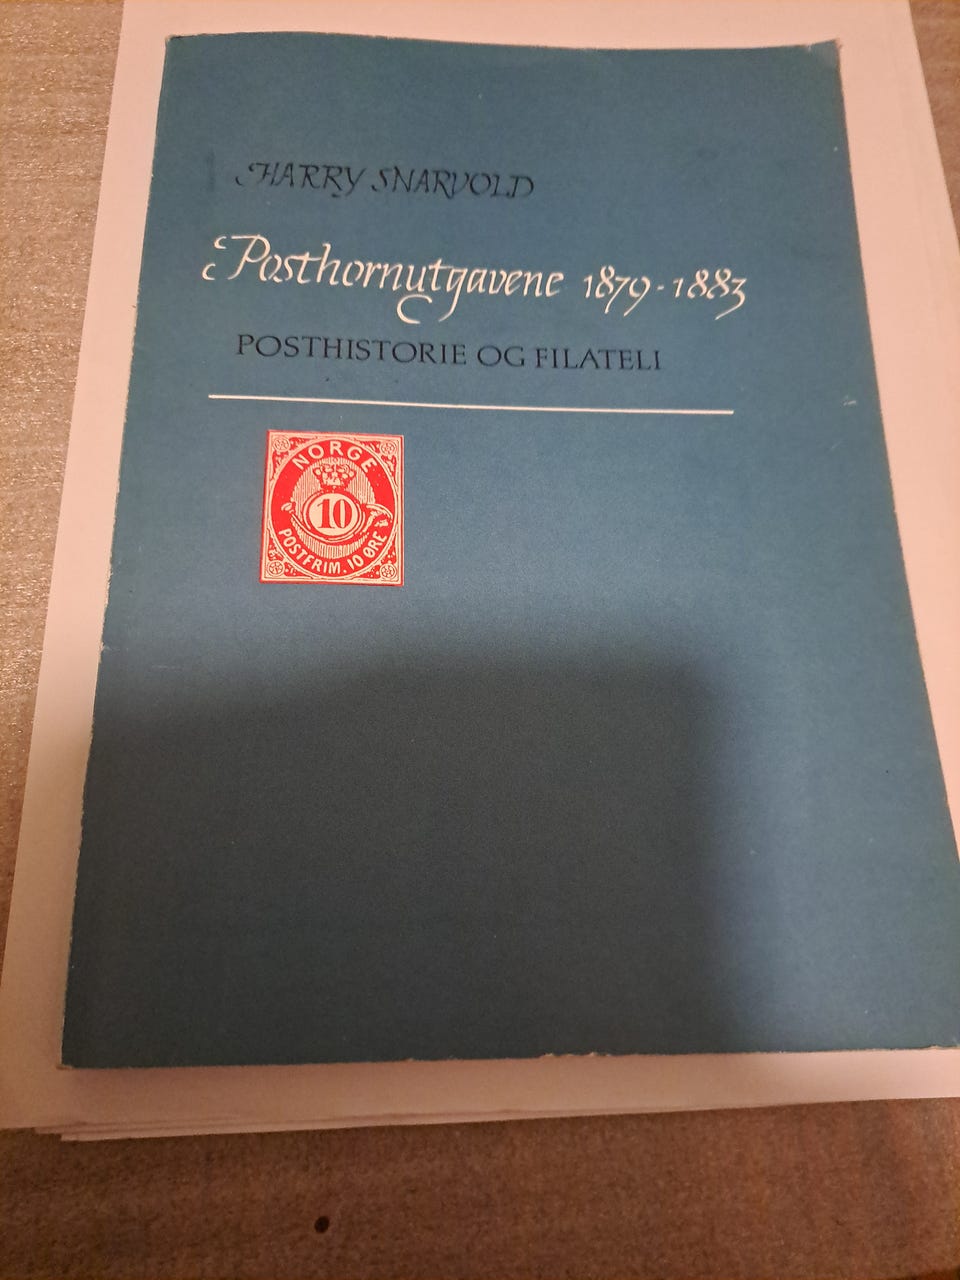 HARRY SNARVOLD
Posthornutgavene 1879-1883
POSTHISTORIE OG FILATELI
NORGE
10
POSTFRIM. 10 ØRE